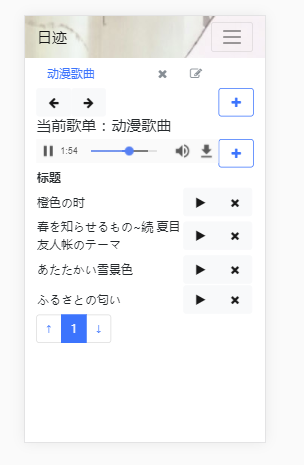 日迹
动漫歌曲
当前歌单：动漫歌曲
1:54
标题
橙色の时
春を知らせるもの~続 夏目
友人帐のテーマ
あたたかい雪景色
ふるさとの匂い
↑ 1 ↓